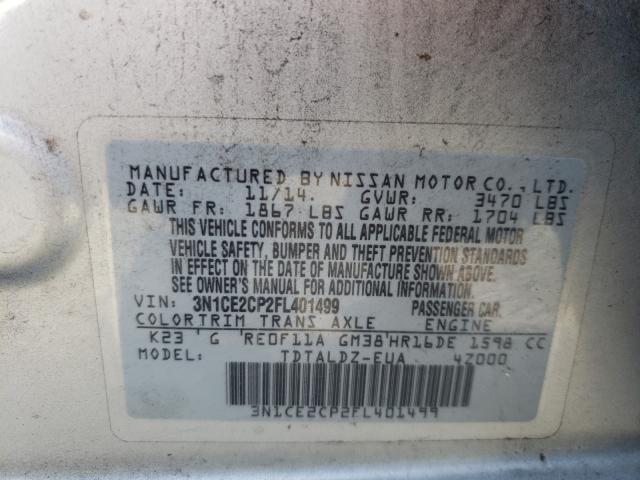 MANUFACTURED BY NISSAN MOTOR CO., LTD.
DATE: 11/14. GVWR: 3470 LBS
GAWR FR: 1867 LBS GAWR RR: 1704 LBS
THIS VEHICLE CONFORMS TO ALL APPLICABLE FEDERAL MOTOR
VEHICLE SAFETY, BUMPER AND THEFT PREVENTION STANDARDS
IN EFFECT ON THE DATE OF MANUFACTURE SHOWN ABOVE.
SEE OWNER'S MANUAL FOR ADDITIONAL INFORMATION.
VIN: 3N1CE2CP2FL401499 PASSENGER CAR.
COLOR TRIM TRANS AXLE ENGINE
K23 G RE0F11A GM38 HR16DE 1598 CC
MODEL: TDTALDZ-EUA 4Z000
3N1CE2CP2FL401499